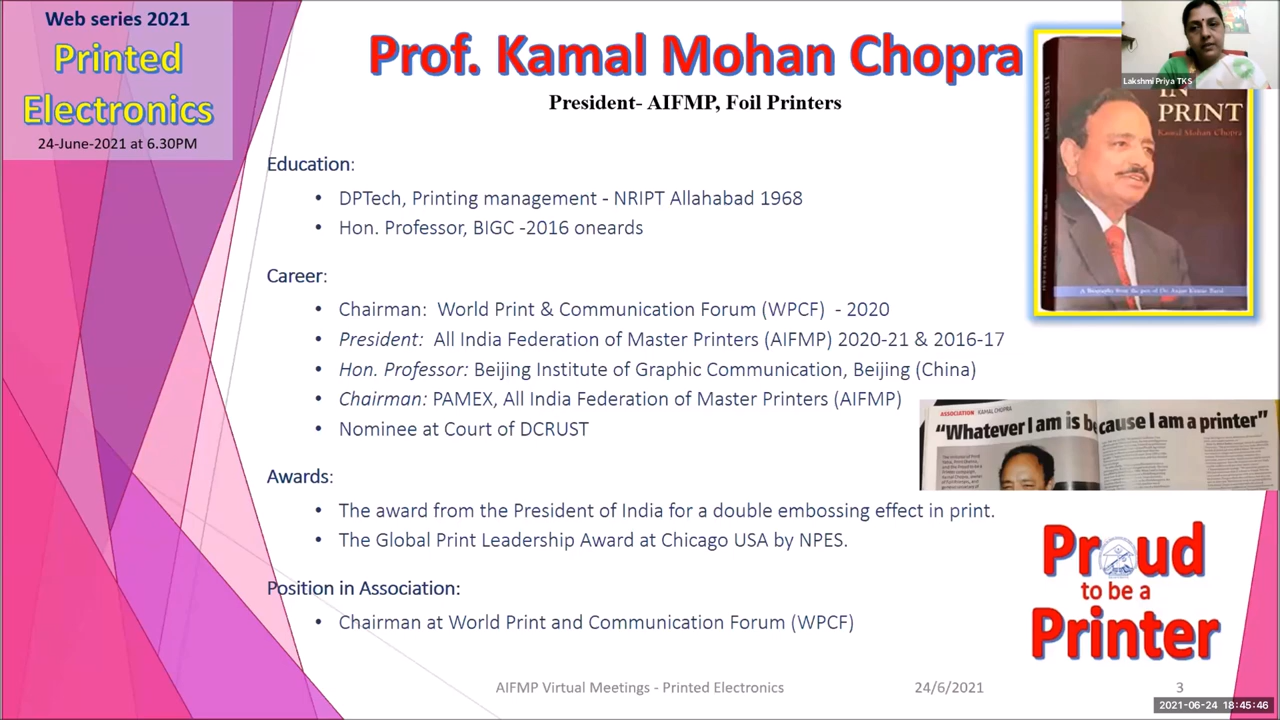 Web series 2021
Printed
Electronics
24-June-2021 at 6.30PM
Prof. Kamal Mohan Chopra
President- AIFMP, Foil Printers
Lakshmi Priya TKS
IN
PRINT
Kamal Mohan Chopra
Education:
• DPTech, Printing management - NRIPT Allahabad 1968
• Hon. Professor, BIGC -2016 oneards
Career:
• Chairman: World Print & Communication Forum (WPCF) - 2020
• President: All India Federation of Master Printers (AIFMP) 2020-21 & 2016-17
• Hon. Professor: Beijing Institute of Graphic Communication, Beijing (China)
• Chairman: PAMEX, All India Federation of Master Printers (AIFMP)
• Nominee at Court of DCRUST
ASSOCIATION KAMAL CHOPRA
“Whatever I am is because I am a printer”
Awards:
• The award from the President of India for a double embossing effect in print.
• The Global Print Leadership Award at Chicago USA by NPES.
Position in Association:
• Chairman at World Print and Communication Forum (WPCF)
Proud
to be a
Printer
AIFMP Virtual Meetings - Printed Electronics
24/6/2021
3
2021-06-24 18:45:46